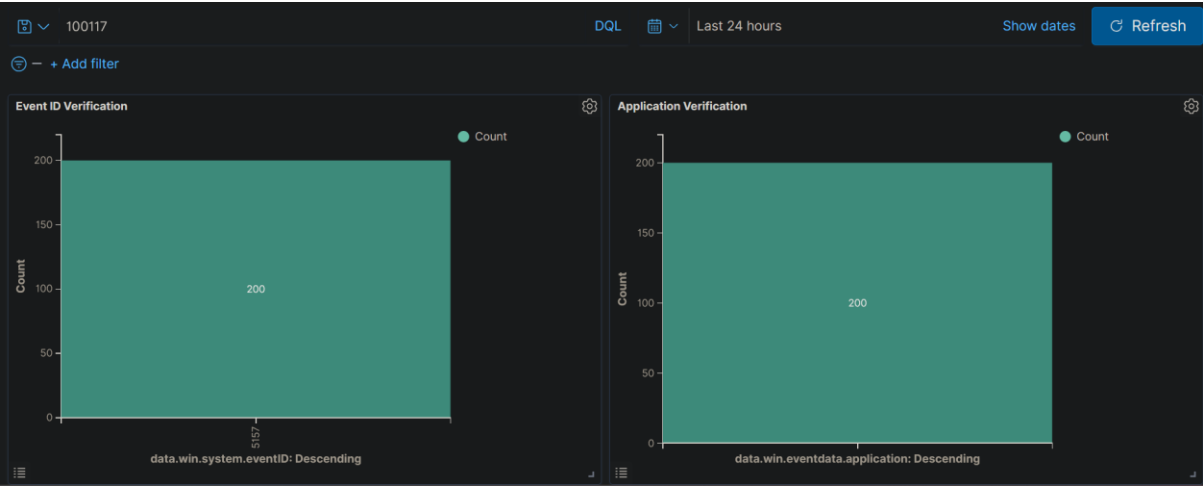 100117 DQL Last 24 hours Show dates Refresh
+ Add filter
Event ID Verification
Count
200
150
100
50
0
Count
200
5157
data.win.system.eventID: Descending
Application Verification
Count
200
150
100
50
0
Count
200
data.win.eventdata.application: Descending